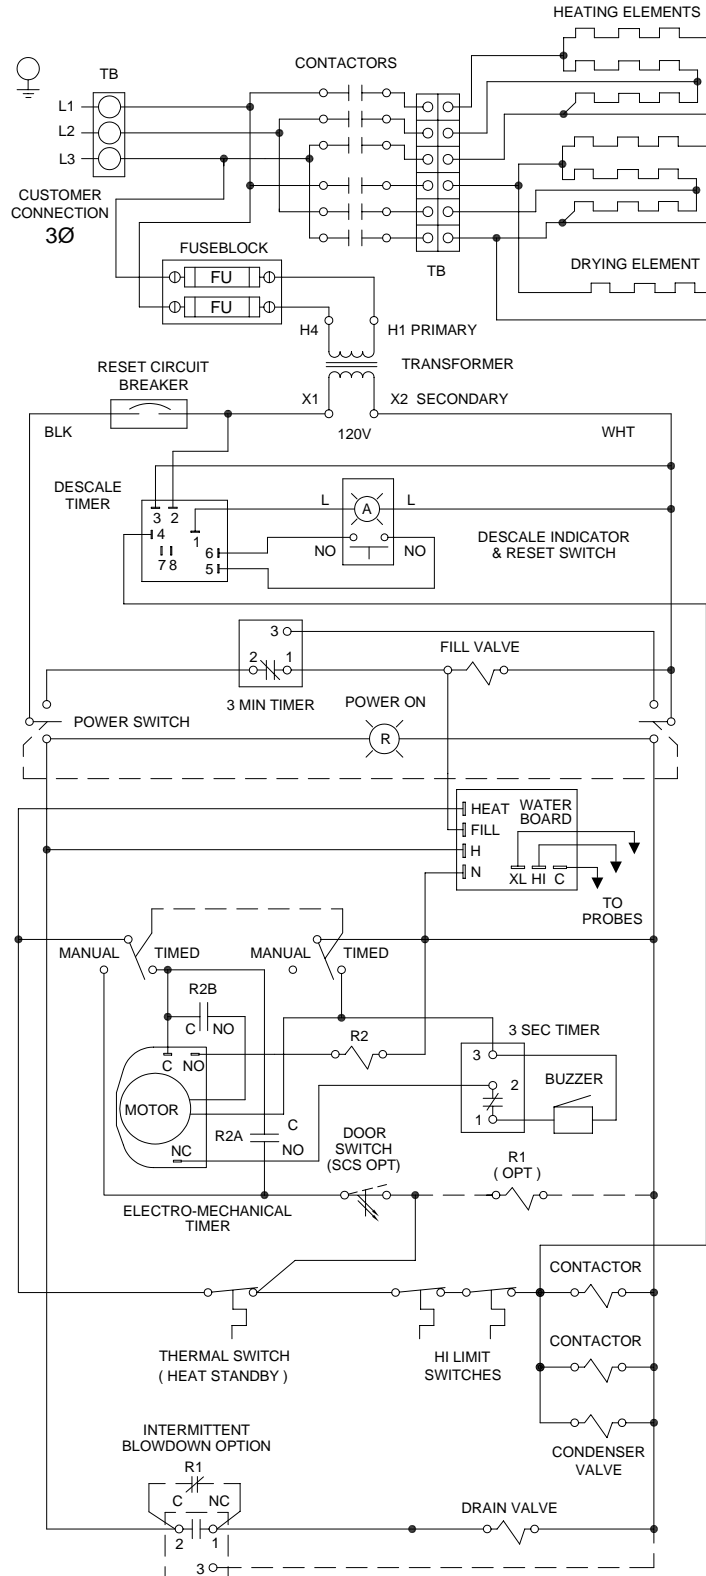 HEATING ELEMENTS
CONTACTORS
TB
L1
L2
L3
CUSTOMER
CONNECTION
3Ø
FUSEBLOCK
FU
FU
TB
DRYING ELEMENT
H4
H1 PRIMARY
TRANSFORMER
RESET CIRCUIT
BREAKER
X1
X2 SECONDARY
BLK
120V
WHT
DESCALE
TIMER
3 2
4
1
7 8
6
5
L
A
L
NO
NO
DESCALE INDICATOR
& RESET SWITCH
3
2
1
3 MIN TIMER
FILL VALVE
POWER SWITCH
POWER ON
R
HEAT
FILL
H
N
WATER
BOARD
XL HI C
TO
PROBES
MANUAL
TIMED
MANUAL
TIMED
R2B
C
NO
C NO
MOTOR
NC
R2
3 SEC TIMER
3
2
1
BUZZER
R2A
C
NO
DOOR
SWITCH
(SCS OPT)
R1
( OPT )
ELECTRO-MECHANICAL
TIMER
CONTACTOR
THERMAL SWITCH
( HEAT STANDBY )
HI LIMIT
SWITCHES
CONTACTOR
CONDENSER
VALVE
INTERMITTENT
BLOWDOWN OPTION
R1
C
NC
2
1
3
DRAIN VALVE